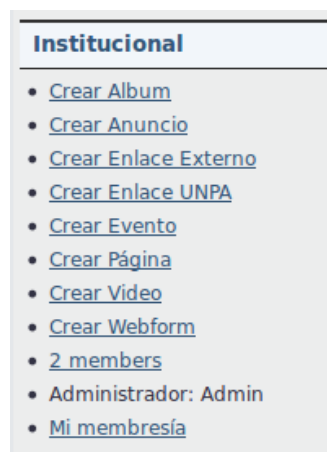 Institucional
Crear Album
Crear Anuncio
Crear Enlace Externo
Crear Enlace UNPA
Crear Evento
Crear Página
Crear Video
Crear Webform
2 members
Administrador: Admin
Mi membresía